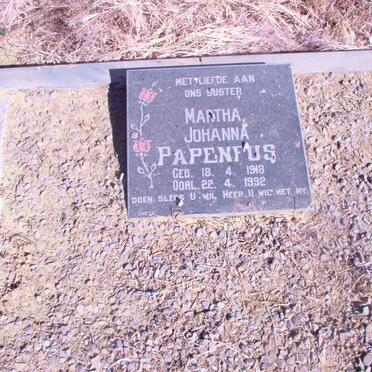 MET LIEFDE AAN
ONS SUSTER
MARTHA
JOHANNA
PAPENFUS
GEB. 18. 4. 1918
OORL. 22. 4. 1992
DOEN SLEGS U WIL HEER, U WIL MET MY